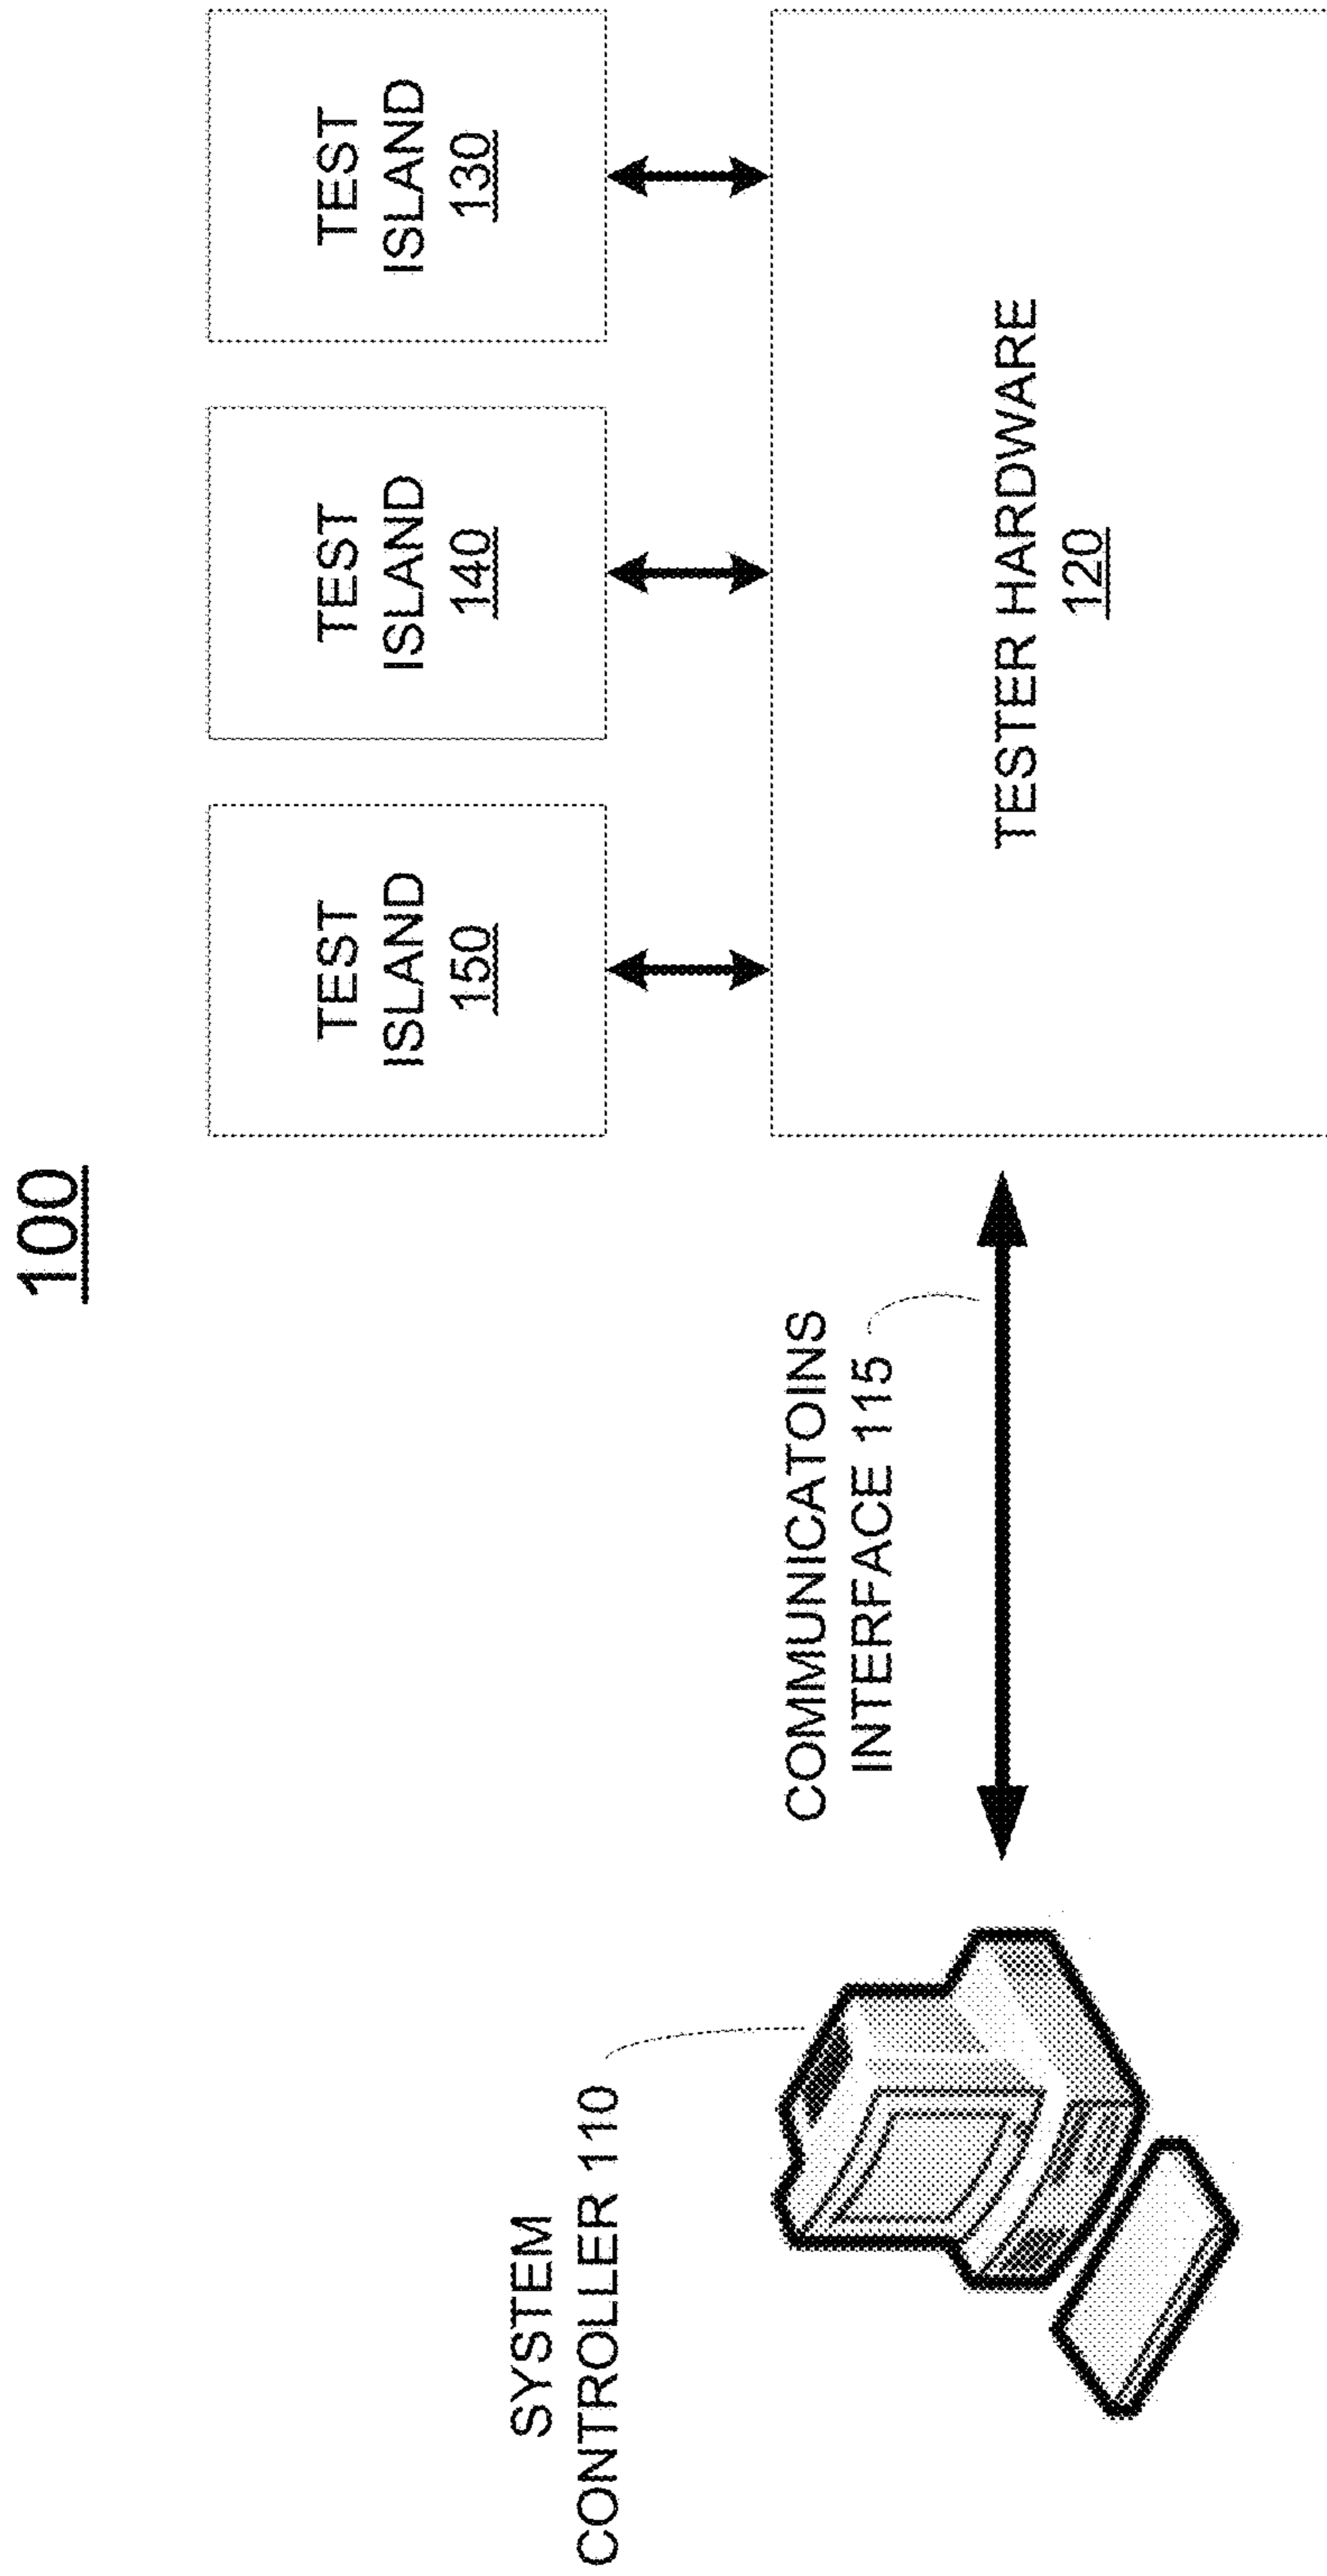 100
SYSTEM
CONTROLLER 110
COMMUNICATOINS
INTERFACE 115
TEST
ISLAND
150
TEST
ISLAND
140
TEST
ISLAND
130
TESTER HARDWARE
120